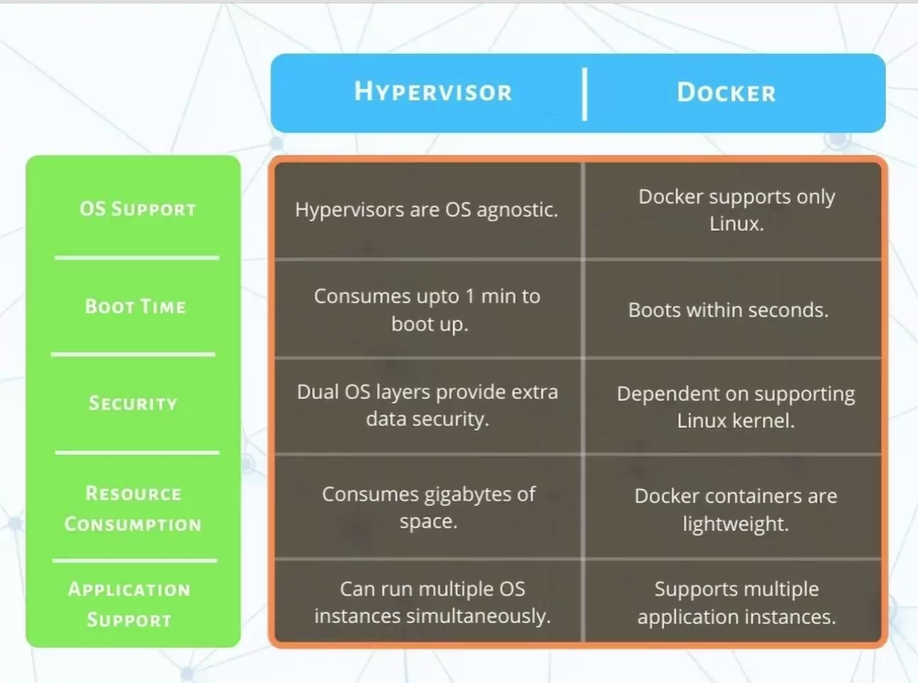 HYPERVISOR
DOCKER
OS SUPPORT
Hypervisors are OS agnostic.
Docker supports only
Linux.
BOOT TIME
Consumes upto 1 min to
boot up.
Boots within seconds.
SECURITY
Dual OS layers provide extra
data security.
Dependent on supporting
Linux kernel.
RESOURCE
CONSUMPTION
Consumes gigabytes of
space.
Docker containers are
lightweight.
APPLICATION
SUPPORT
Can run multiple OS
instances simultaneously.
Supports multiple
application instances.